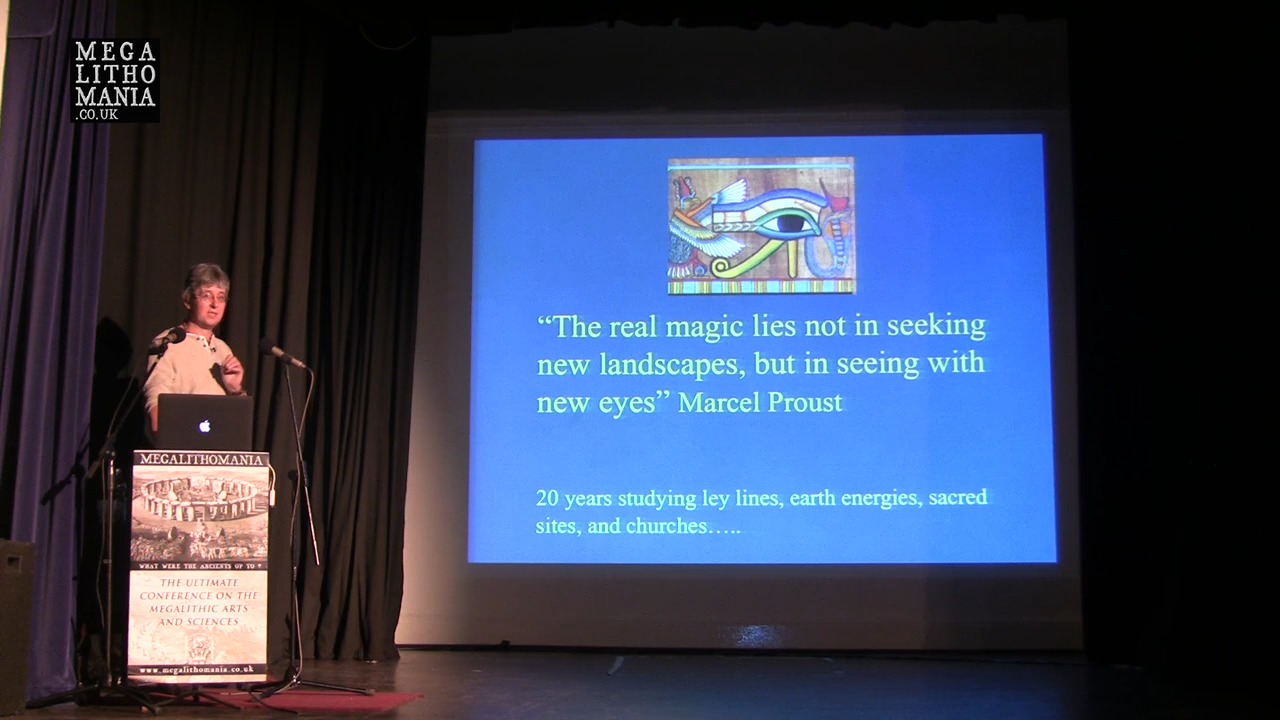 MEGA
LITHO
MANIA
.CO.UK
“The real magic lies not in seeking
new landscapes, but in seeing with
new eyes” Marcel Proust
20 years studying ley lines, earth energies, sacred
sites, and churches…..
MEGALITHOMANIA
WHAT WERE THE ANCIENTS UP TO?
THE ULTIMATE
CONFERENCE ON THE
MEGALITHIC ARTS
AND SCIENCES
www.megalithomania.co.uk